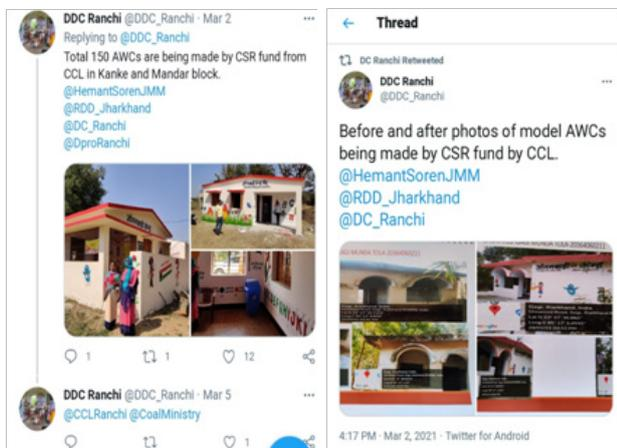 DDC Ranchi @DDC_Ranchi · Mar 2
Replying to @DDC_Ranchi
Total 150 AWCs are being made by CSR fund from
CCL in Kanke and Mandar block.
@HemantSorenJMM
@RDD_Jharkhand
@DC_Ranchi
@DproRanchi
1
1
12
DDC Ranchi @DDC_Ranchi · Mar 5
@CCLRanchi @CoalMinistry
1
Thread
DC Ranchi Retweeted
DDC Ranchi
@DDC_Ranchi
Before and after photos of model AWCs
being made by CSR fund by CCL.
@HemantSorenJMM
@RDD_Jharkhand
@DC_Ranchi
4:17 PM · Mar 2, 2021 · Twitter for Android